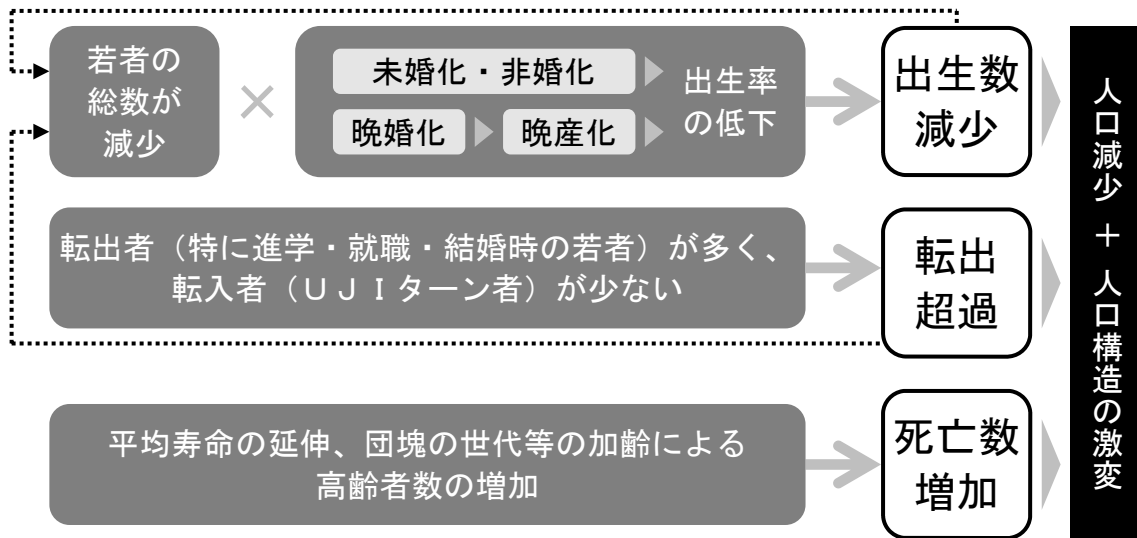 若者の
総数が
減少
×
未婚化・非婚化
晩婚化
晩産化
出生率
の低下
出生数
減少
転出者（特に進学・就職・結婚時の若者）が多く、
転入者（ＵＪＩターン者）が少ない
転出
超過
平均寿命の延伸、団塊の世代等の加齢による
高齢者数の増加
死亡数
増加
人口減少＋人口構造の激変